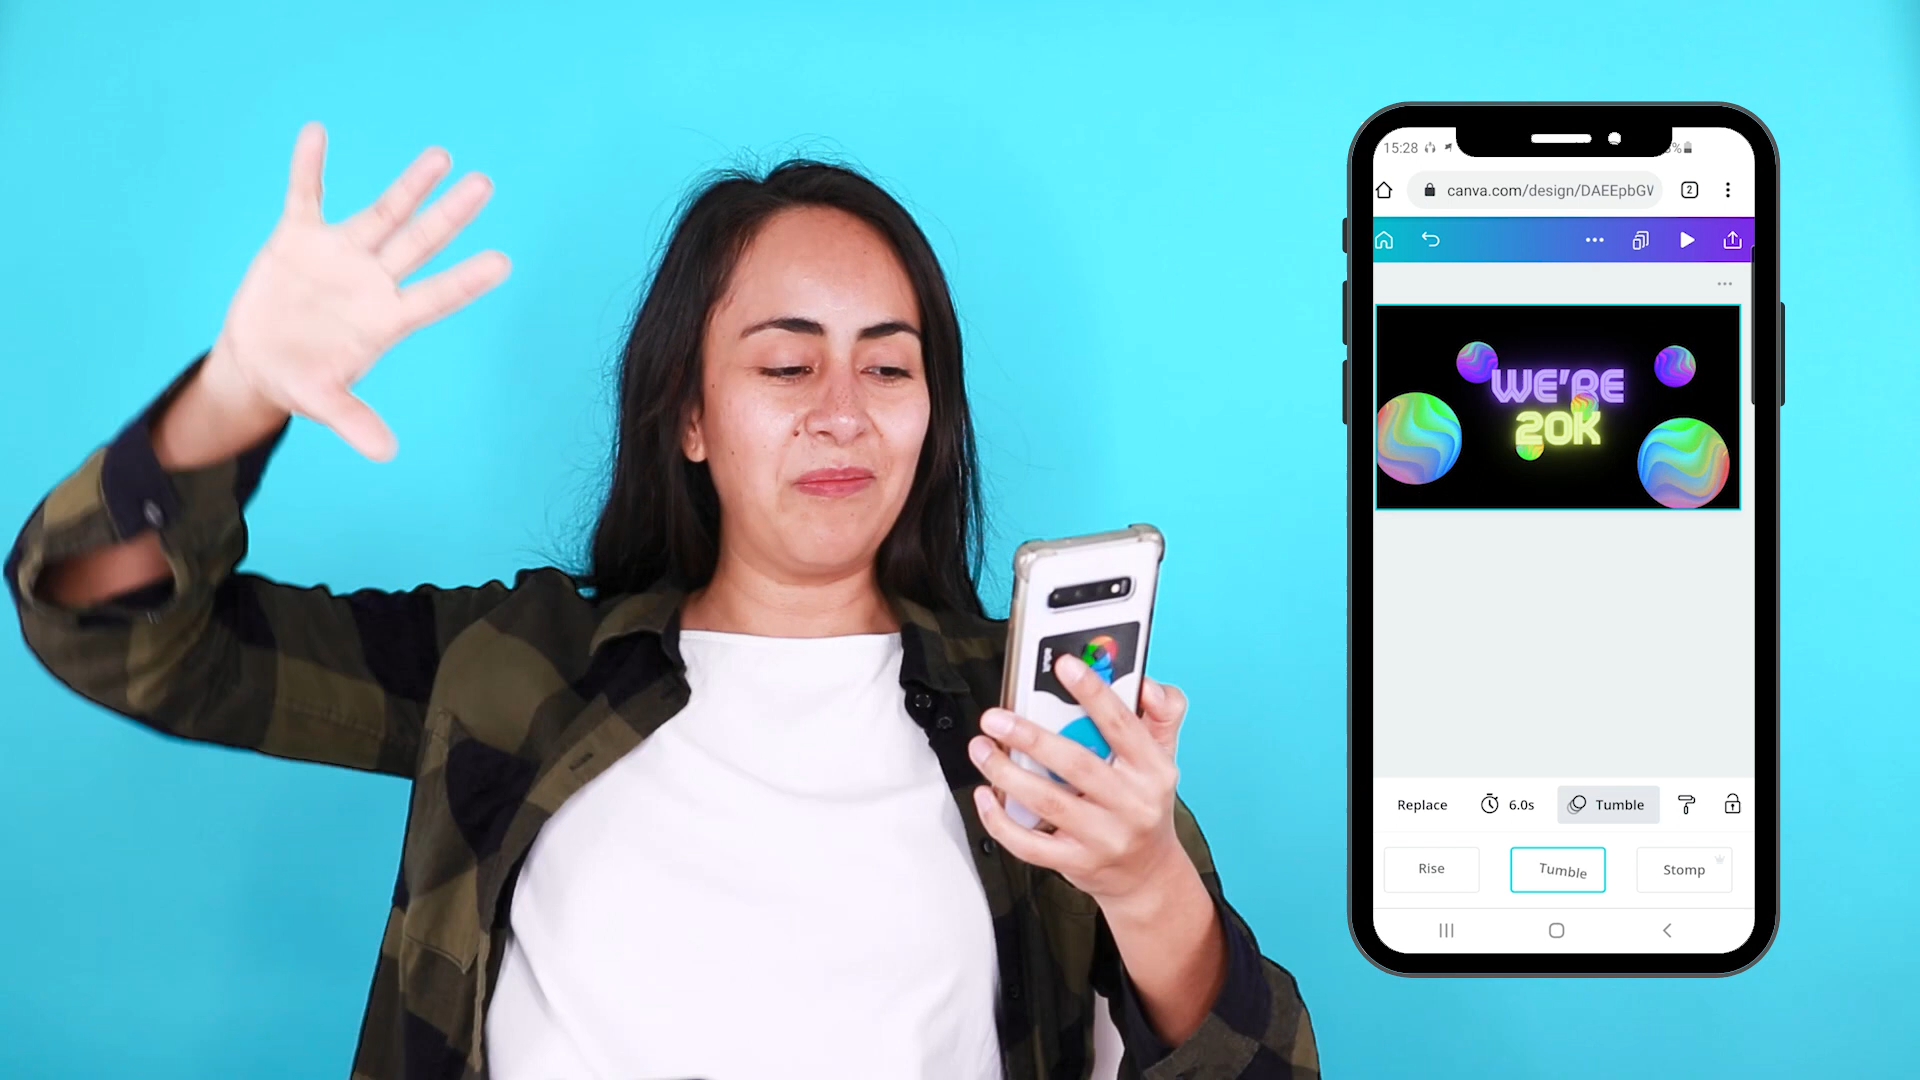 15:28
%
canva.com/design/DAEEpbGV
2
WE'RE
20K
Replace
6.0s
Tumble
Rise
Tumble
Stomp